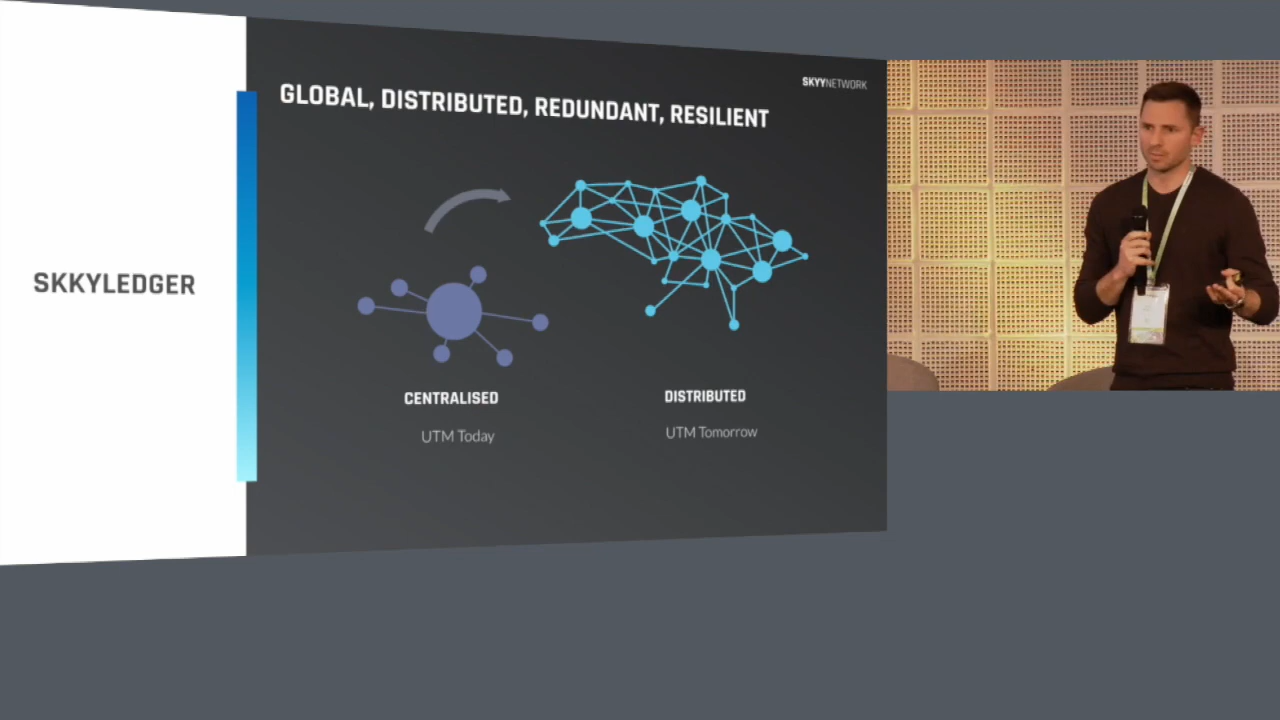 SKYYNETWORK
GLOBAL, DISTRIBUTED, REDUNDANT, RESILIENT
SKKYLEDGER
CENTRALISED
DISTRIBUTED
UTM Today
UTM Tomorrow